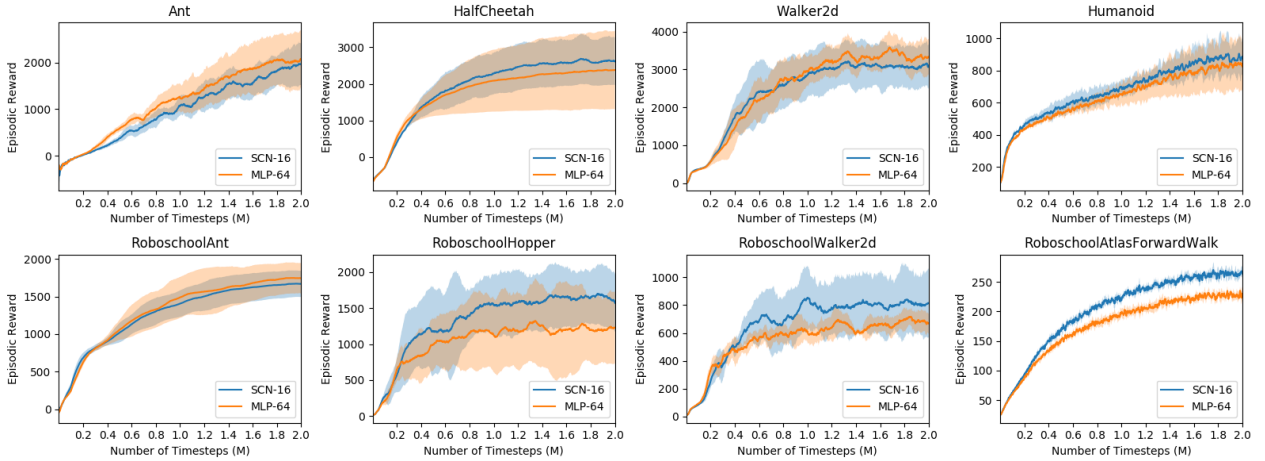 Ant
Episodic Reward
2000
1000
0
SCN-16
MLP-64
0.2 0.4 0.6 0.8 1.0 1.2 1.4 1.6 1.8 2.0
Number of Timesteps (M)
HalfCheetah
Episodic Reward
3000
2000
1000
0
SCN-16
MLP-64
0.2 0.4 0.6 0.8 1.0 1.2 1.4 1.6 1.8 2.0
Number of Timesteps (M)
Walker2d
Episodic Reward
4000
3000
2000
1000
0
SCN-16
MLP-64
0.2 0.4 0.6 0.8 1.0 1.2 1.4 1.6 1.8 2.0
Number of Timesteps (M)
Humanoid
Episodic Reward
1000
800
600
400
200
SCN-16
MLP-64
0.2 0.4 0.6 0.8 1.0 1.2 1.4 1.6 1.8 2.0
Number of Timesteps (M)
RoboschoolAnt
Episodic Reward
2000
1500
1000
500
0
SCN-16
MLP-64
0.2 0.4 0.6 0.8 1.0 1.2 1.4 1.6 1.8 2.0
Number of Timesteps (M)
RoboschoolHopper
Episodic Reward
2000
1500
1000
500
0
SCN-16
MLP-64
0.2 0.4 0.6 0.8 1.0 1.2 1.4 1.6 1.8 2.0
Number of Timesteps (M)
RoboschoolWalker2d
Episodic Reward
1000
800
600
400
200
0
SCN-16
MLP-64
0.2 0.4 0.6 0.8 1.0 1.2 1.4 1.6 1.8 2.0
Number of Timesteps (M)
RoboschoolAtlasForwardWalk
Episodic Reward
250
200
150
100
50
SCN-16
MLP-64
0.2 0.4 0.6 0.8 1.0 1.2 1.4 1.6 1.8 2.0
Number of Timesteps (M)